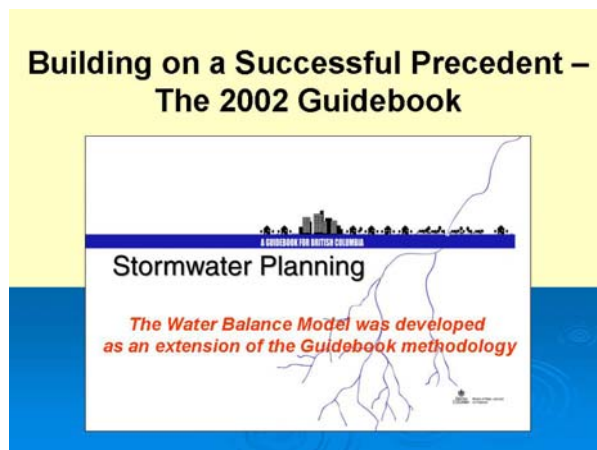 Building on a Successful Precedent –
The 2002 Guidebook
A GUIDEBOOK FOR BRITISH COLUMBIA
Stormwater Planning
The Water Balance Model was developed
as an extension of the Guidebook methodology